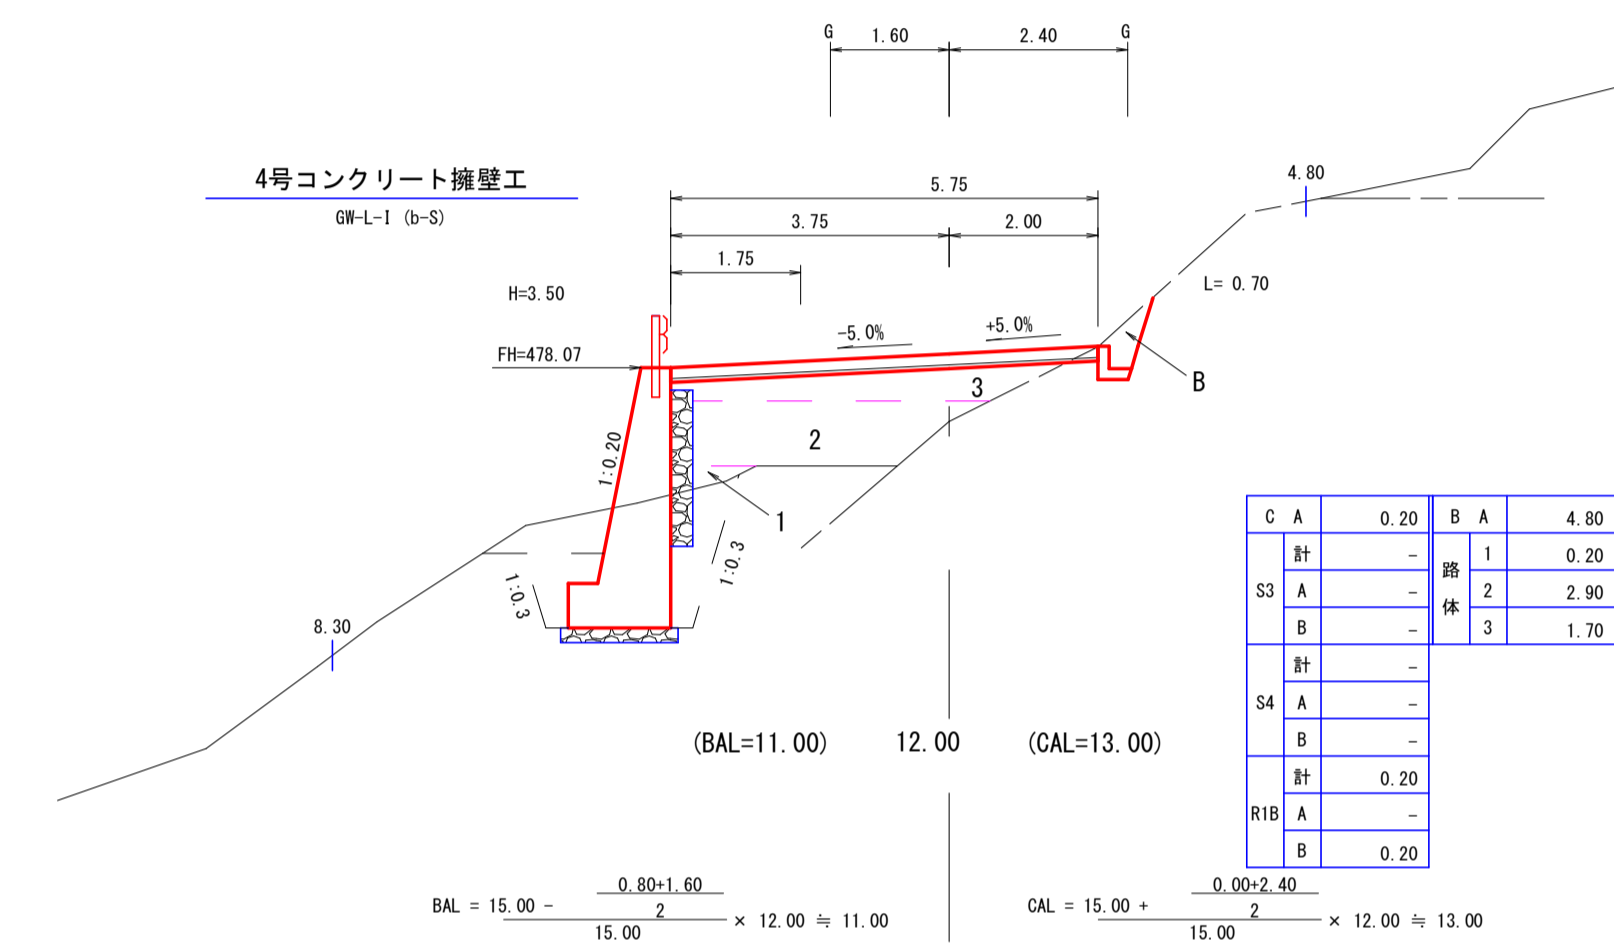 G 1.60 2.40 G
4号コンクリート擁壁工
GW-L-I (b-S)
4.80
5.75
3.75 2.00
1.75
L= 0.70
H=3.50
-5.0% +5.0%
FH=478.07
B
3
2
1:0.20
1
1:0.3
1:0.3
8.30
C A 0.20 B A 4.80
S3 計 - 路体 1 0.20
A - 2 2.90
B - 3 1.70
S4 計 -
A -
B -
R1B 計 0.20
A -
B 0.20
(BAL=11.00) 12.00 (CAL=13.00)
0.80+1.60
2
BAL = 15.00 - 15.00 × 12.00 ≒ 11.00
0.00+2.40
2
CAL = 15.00 + 15.00 × 12.00 ≒ 13.00